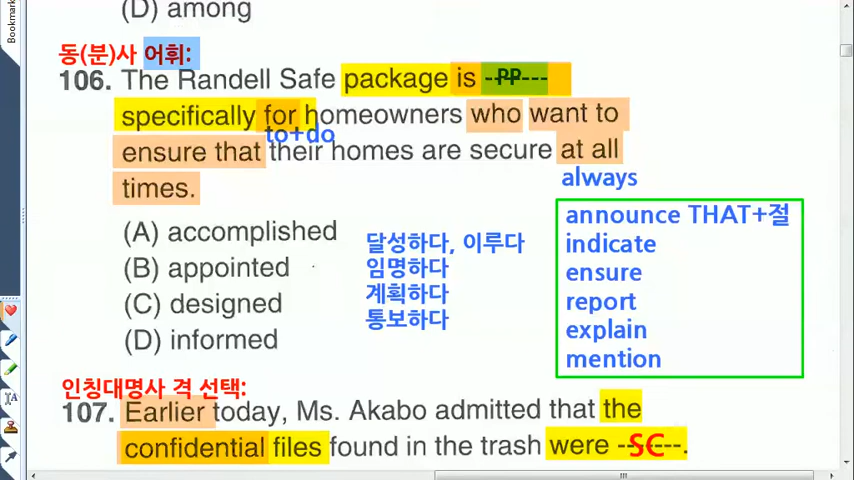 Bookmark
(D) among
동(분)사 어휘:
106. The Randell Safe package is --PP---
specifically for homeowners who want to
to+do
ensure that their homes are secure at all
always
times.
announce THAT+절
(A) accomplished 달성하다, 이루다 indicate
(B) appointed 임명하다 ensure
(C) designed 계획하다 report
(D) informed 통보하다 explain
mention
인칭대명사 격 선택:
107. Earlier today, Ms. Akabo admitted that the
confidential files found in the trash were --SC---.